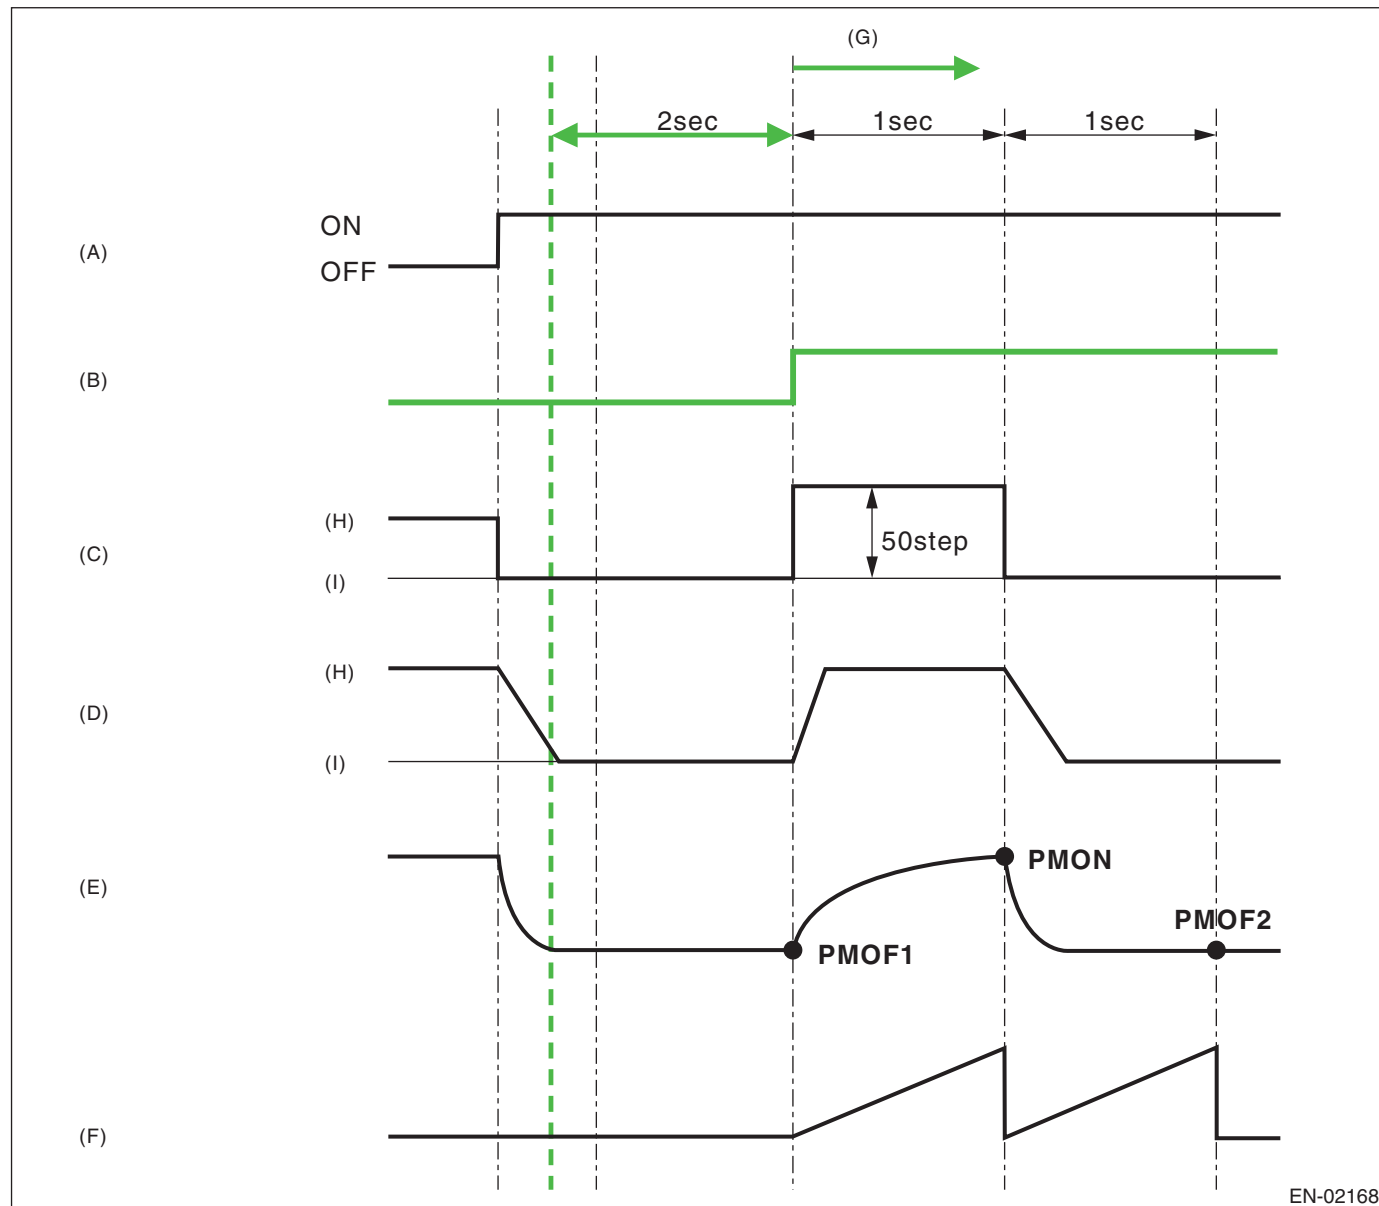 (G)
2sec 1sec 1sec
ON
(A)
OFF
(B)
(H)
(C) 50step
(I)
(H)
(D)
(I)
(E) PMON
PMOF2
PMOF1
(F)
EN-02168